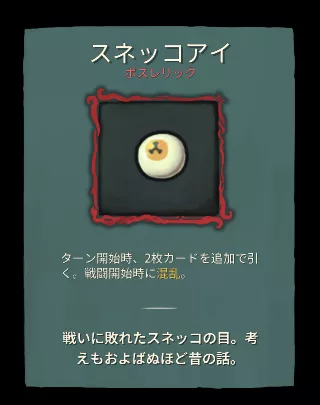 スネッコアイ
ボスレリック
ターン開始時、2枚カードを追加で引
く。戦闘開始時に混乱。
戦いに敗れたスネッコの目。考
えもおよばぬほど昔の話。